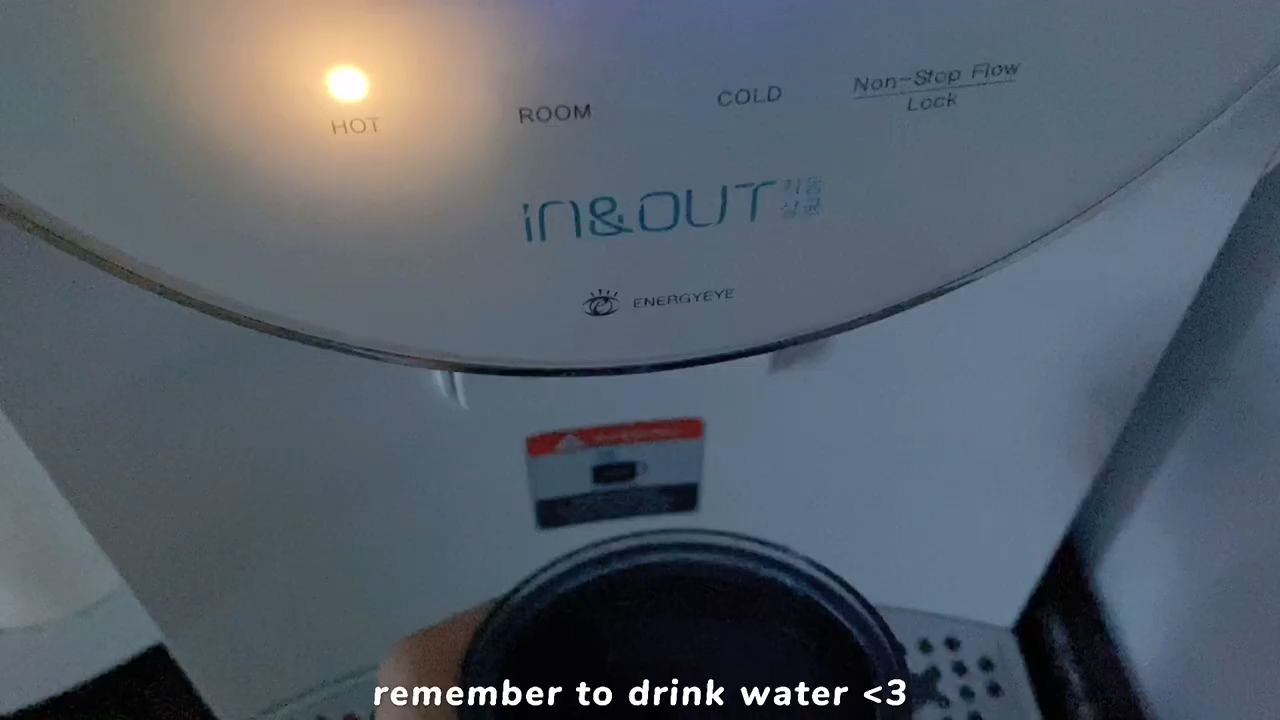 HOT
ROOM
COLD
Non-Stop Flow
Lock
in&OUT
ENERGYEYE
remember to drink water <3